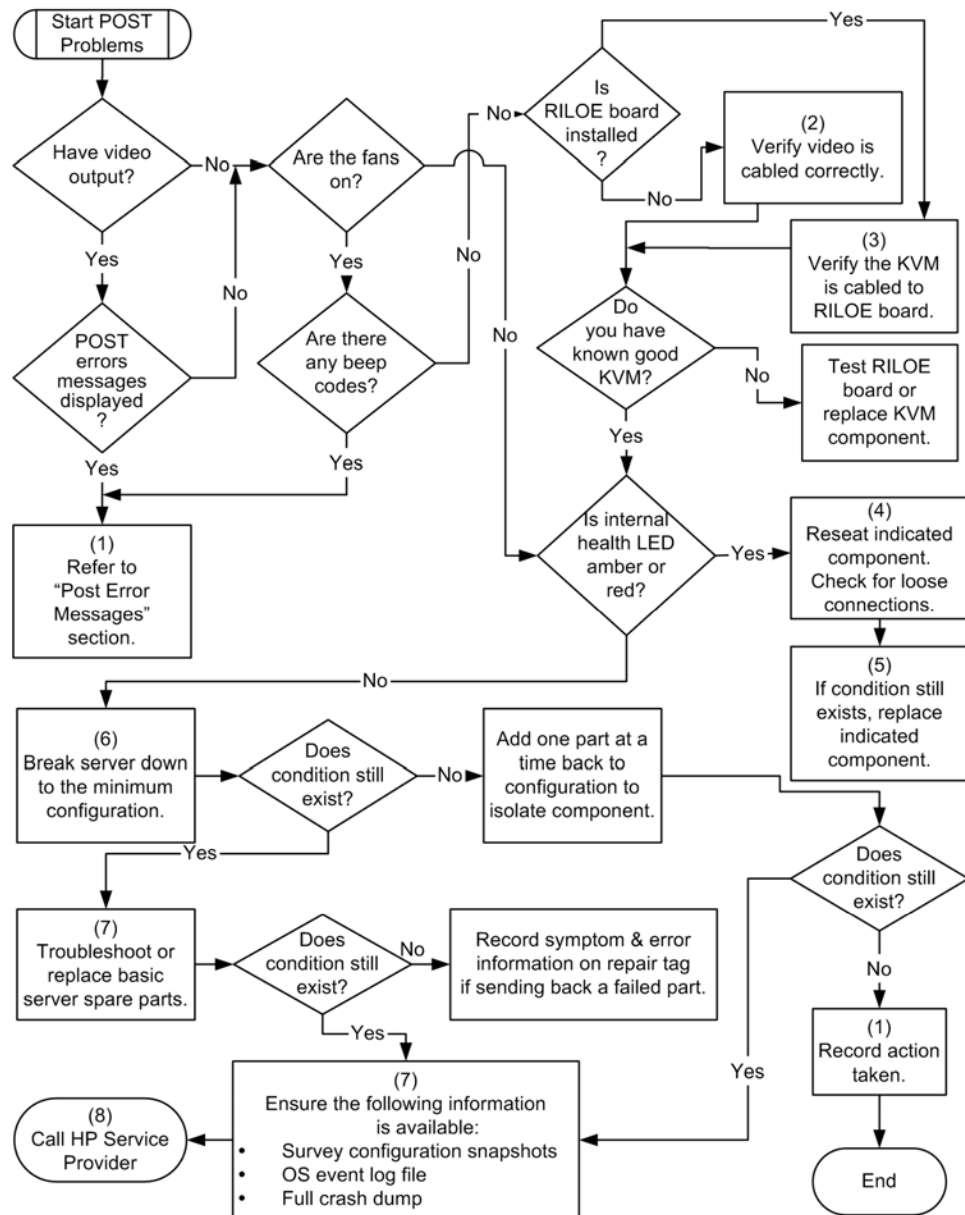 Start POST
Problems
Have video
output?
No
Yes
POST
errors
messages
displayed
?
No
Yes
(1)
Refer to
“Post Error
Messages”
section.
Are the fans
on?
Yes
No
Are there
any beep
codes?
No
Yes
No
Is
RILOE board
installed
?
Yes
No
(2)
Verify video is
cabled correctly.
(3)
Verify the KVM
is cabled to
RILOE board.
Do
you have
known good
KVM?
No
Yes
Test RILOE
board or
replace KVM
component.
Is internal
health LED
amber or
red?
Yes
No
(4)
Reseat indicated
component.
Check for loose
connections.
(5)
If condition still
exists, replace
indicated
component.
(6)
Break server down
to the minimum
configuration.
Does
condition still
exist?
No
Yes
Add one part at a
time back to
configuration to
isolate component.
Does
condition still
exist?
No
Yes
(7)
Troubleshoot or
replace basic
server spare parts.
Does
condition still
exist?
No
Yes
Record symptom & error
information on repair tag
if sending back a failed part.
(1)
Record action
taken.
End
(7)
Ensure the following information
is available:
• Survey configuration snapshots
• OS event log file
• Full crash dump
(8)
Call HP Service
Provider